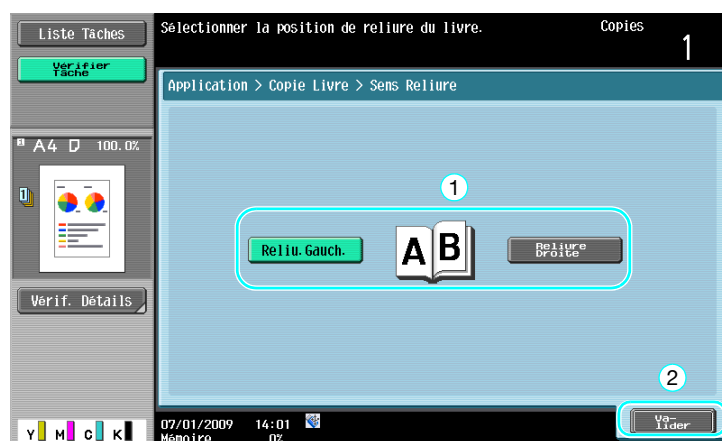 Liste Tâches
Sélectionner la position de reliure du livre.
Copies
1
Vérifier
Tâche
Application > Copie Livre > Sens Reliure
A4
100.0%
1
1
Reliu.Gauch.
A
B
Reliure
Droite
Vérif. Détails
2
Va-
lider
07/01/2009
14:01
Mémoire
0%
Y
M
C
K